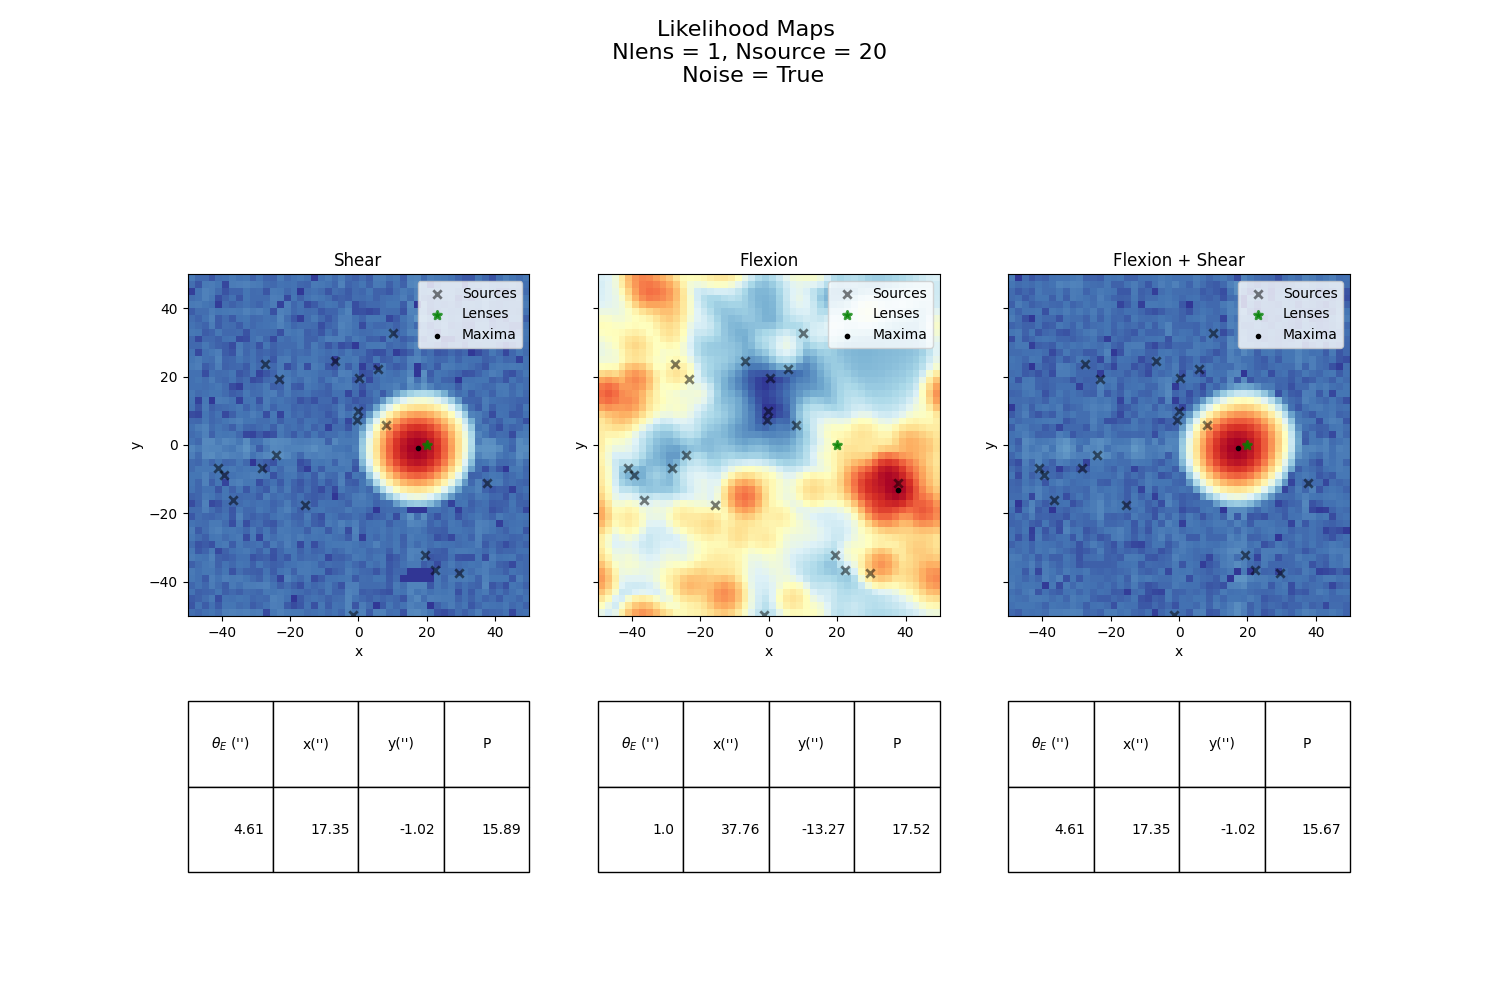 Likelihood Maps
Nlens = 1, Nsource = 20
Noise = True
Shear
Flexion
Flexion + Shear
Sources
Lenses
Maxima
Sources
Lenses
Maxima
Sources
Lenses
Maxima
y
40
20
0
−20
−40
−40 −20 0 20 40
x
y
−40 −20 0 20 40
x
y
−40 −20 0 20 40
x
θE ('') x('') y('') P
4.61 17.35 -1.02 15.89
θE ('') x('') y('') P
1.0 37.76 -13.27 17.52
θE ('') x('') y('') P
4.61 17.35 -1.02 15.67